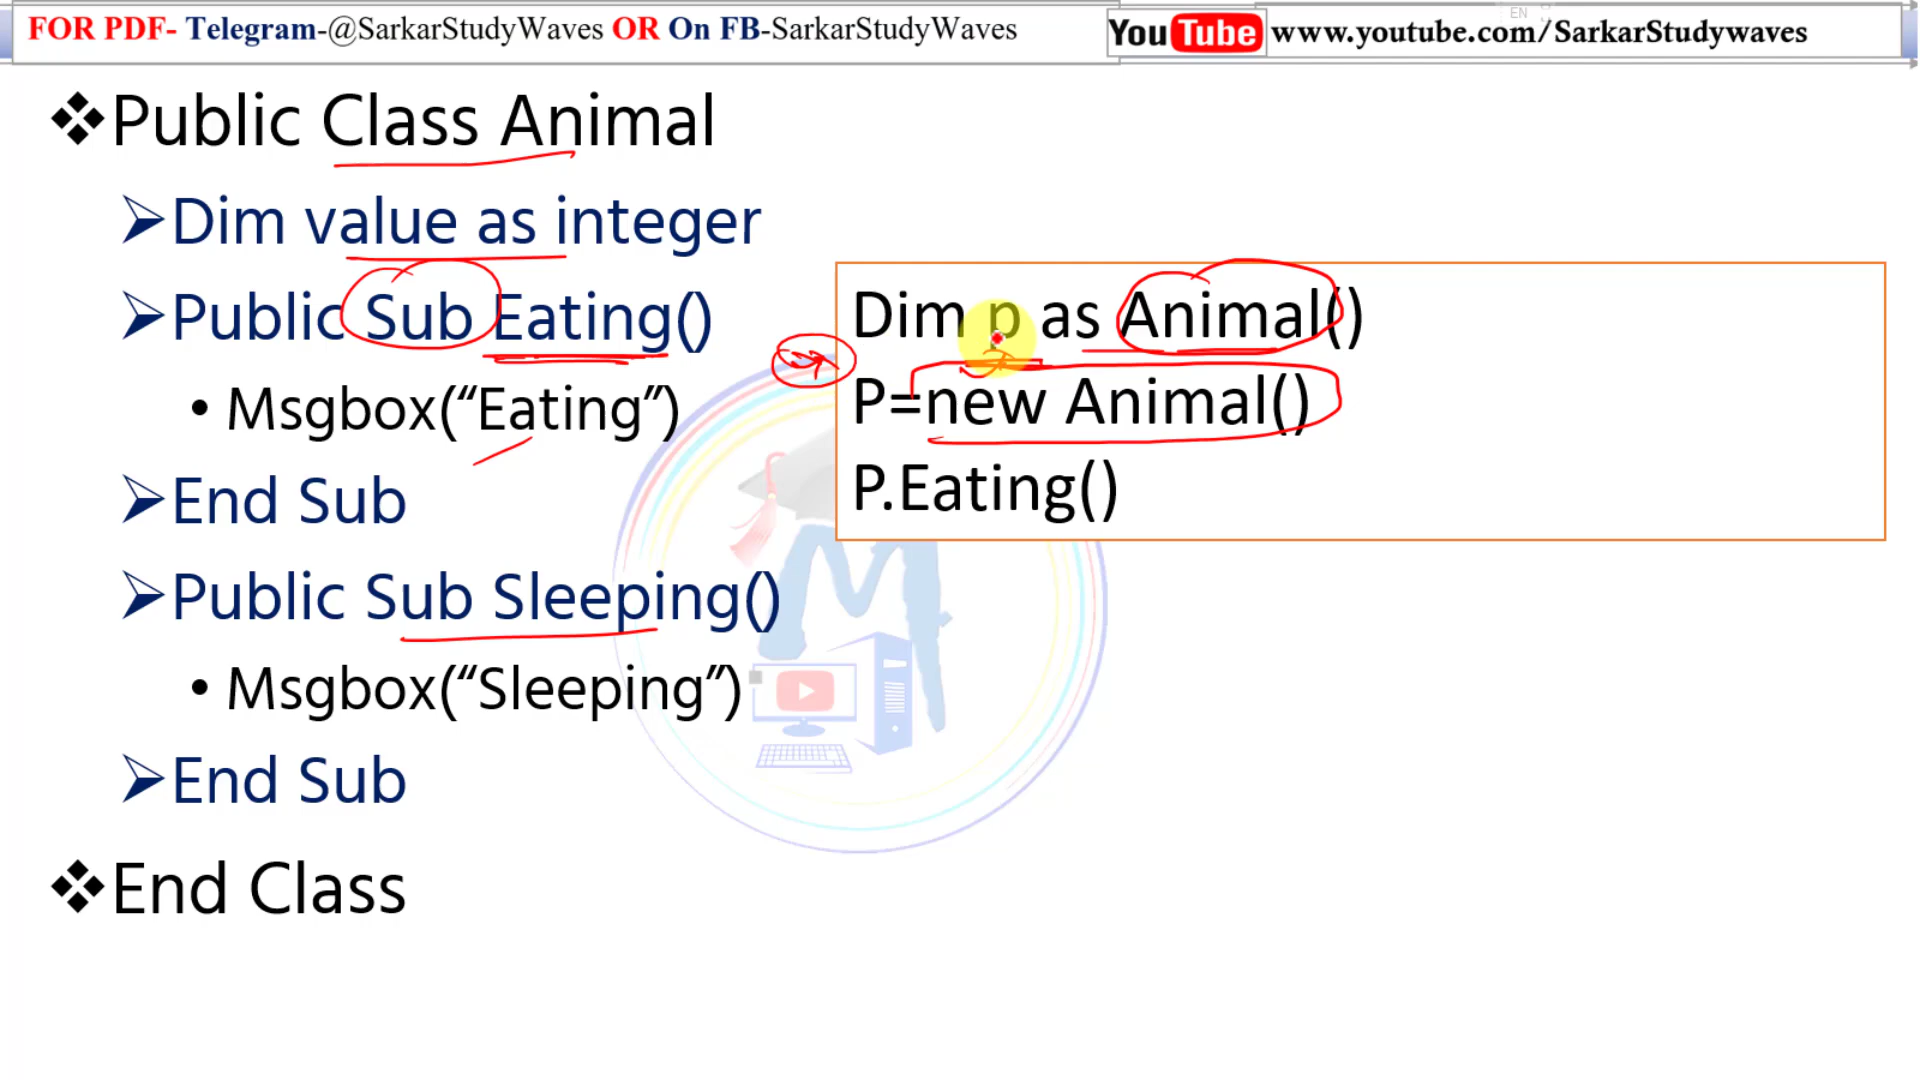 FOR PDF- Telegram-@SarkarStudyWaves OR On FB-SarkarStudyWaves
YouTube www.youtube.com/SarkarStudywaves
EN
Public Class Animal
Dim value as integer
Public Sub Eating()
Msgbox(“Eating”)
End Sub
Public Sub Sleeping()
Msgbox(“Sleeping”)
End Sub
End Class
Dim p as Animal()
P=new Animal()
P.Eating()